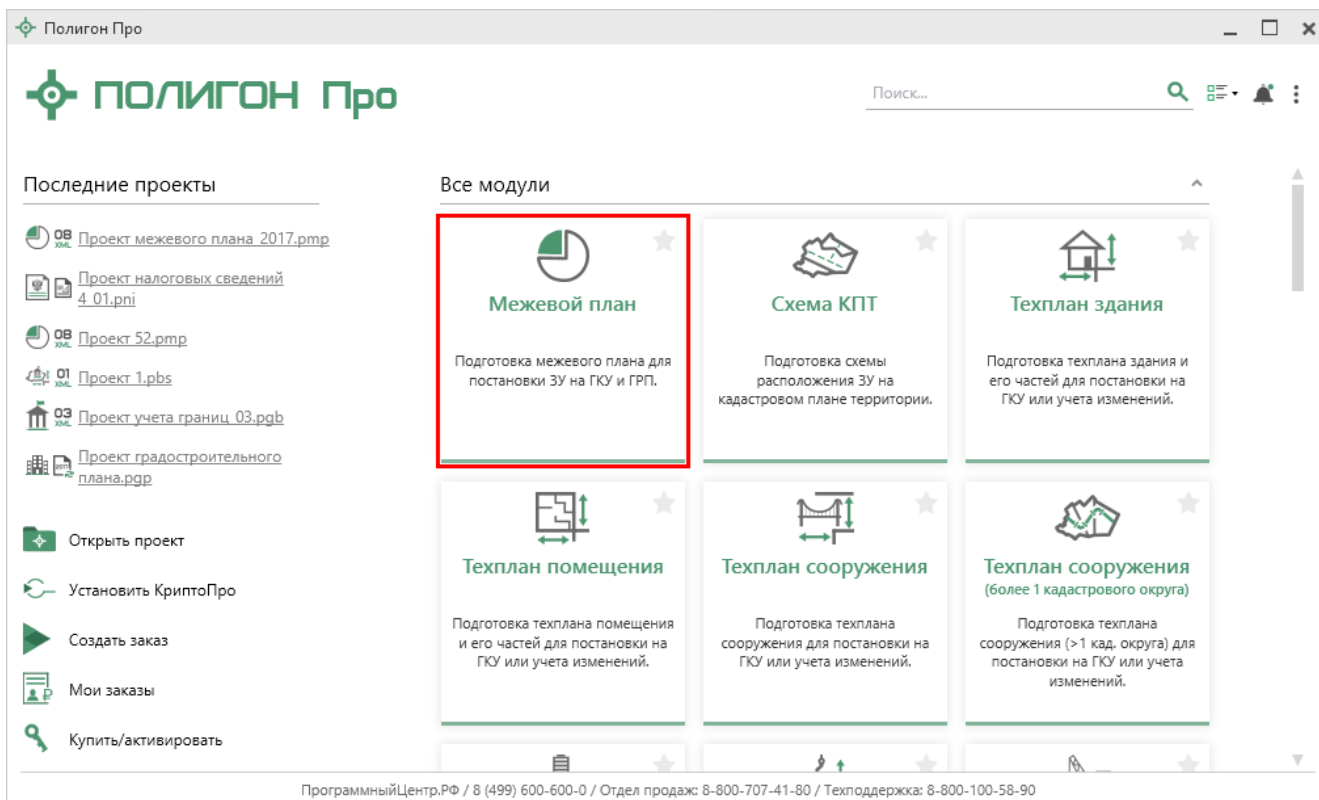 Полигон Про
ПОЛИГОН Про
Поиск...
Последние проекты
08 XML Проект межевого плана_2017.pmp
Проект налоговых сведений
4_01.pni
08 XML Проект 52.pmp
01 XML Проект 1.pbs
03 XML Проект учета границ_03.pgb
Проект градостроительного
плана.pgp
Открыть проект
Установить КриптоПро
Создать заказ
Мои заказы
Купить/активировать
Все модули
Межевой план
Подготовка межевого плана для
постановки ЗУ на ГКУ и ГРП.
Схема КПТ
Подготовка схемы
расположения ЗУ на
кадастровом плане территории.
Техплан здания
Подготовка техплана здания и
его частей для постановки на
ГКУ или учета изменений.
Техплан помещения
Подготовка техплана помещения
и его частей для постановки на
ГКУ или учета изменений.
Техплан сооружения
Подготовка техплана
сооружения для постановки на
ГКУ или учета изменений.
Техплан сооружения
(более 1 кадастрового округа)
Подготовка техплана
сооружения (>1 кад. округа) для
постановки на ГКУ или учета
изменений.
ПрограммныйЦентр.РФ / 8 (499) 600-600-0 / Отдел продаж: 8-800-707-41-80 / Техподдержка: 8-800-100-58-90